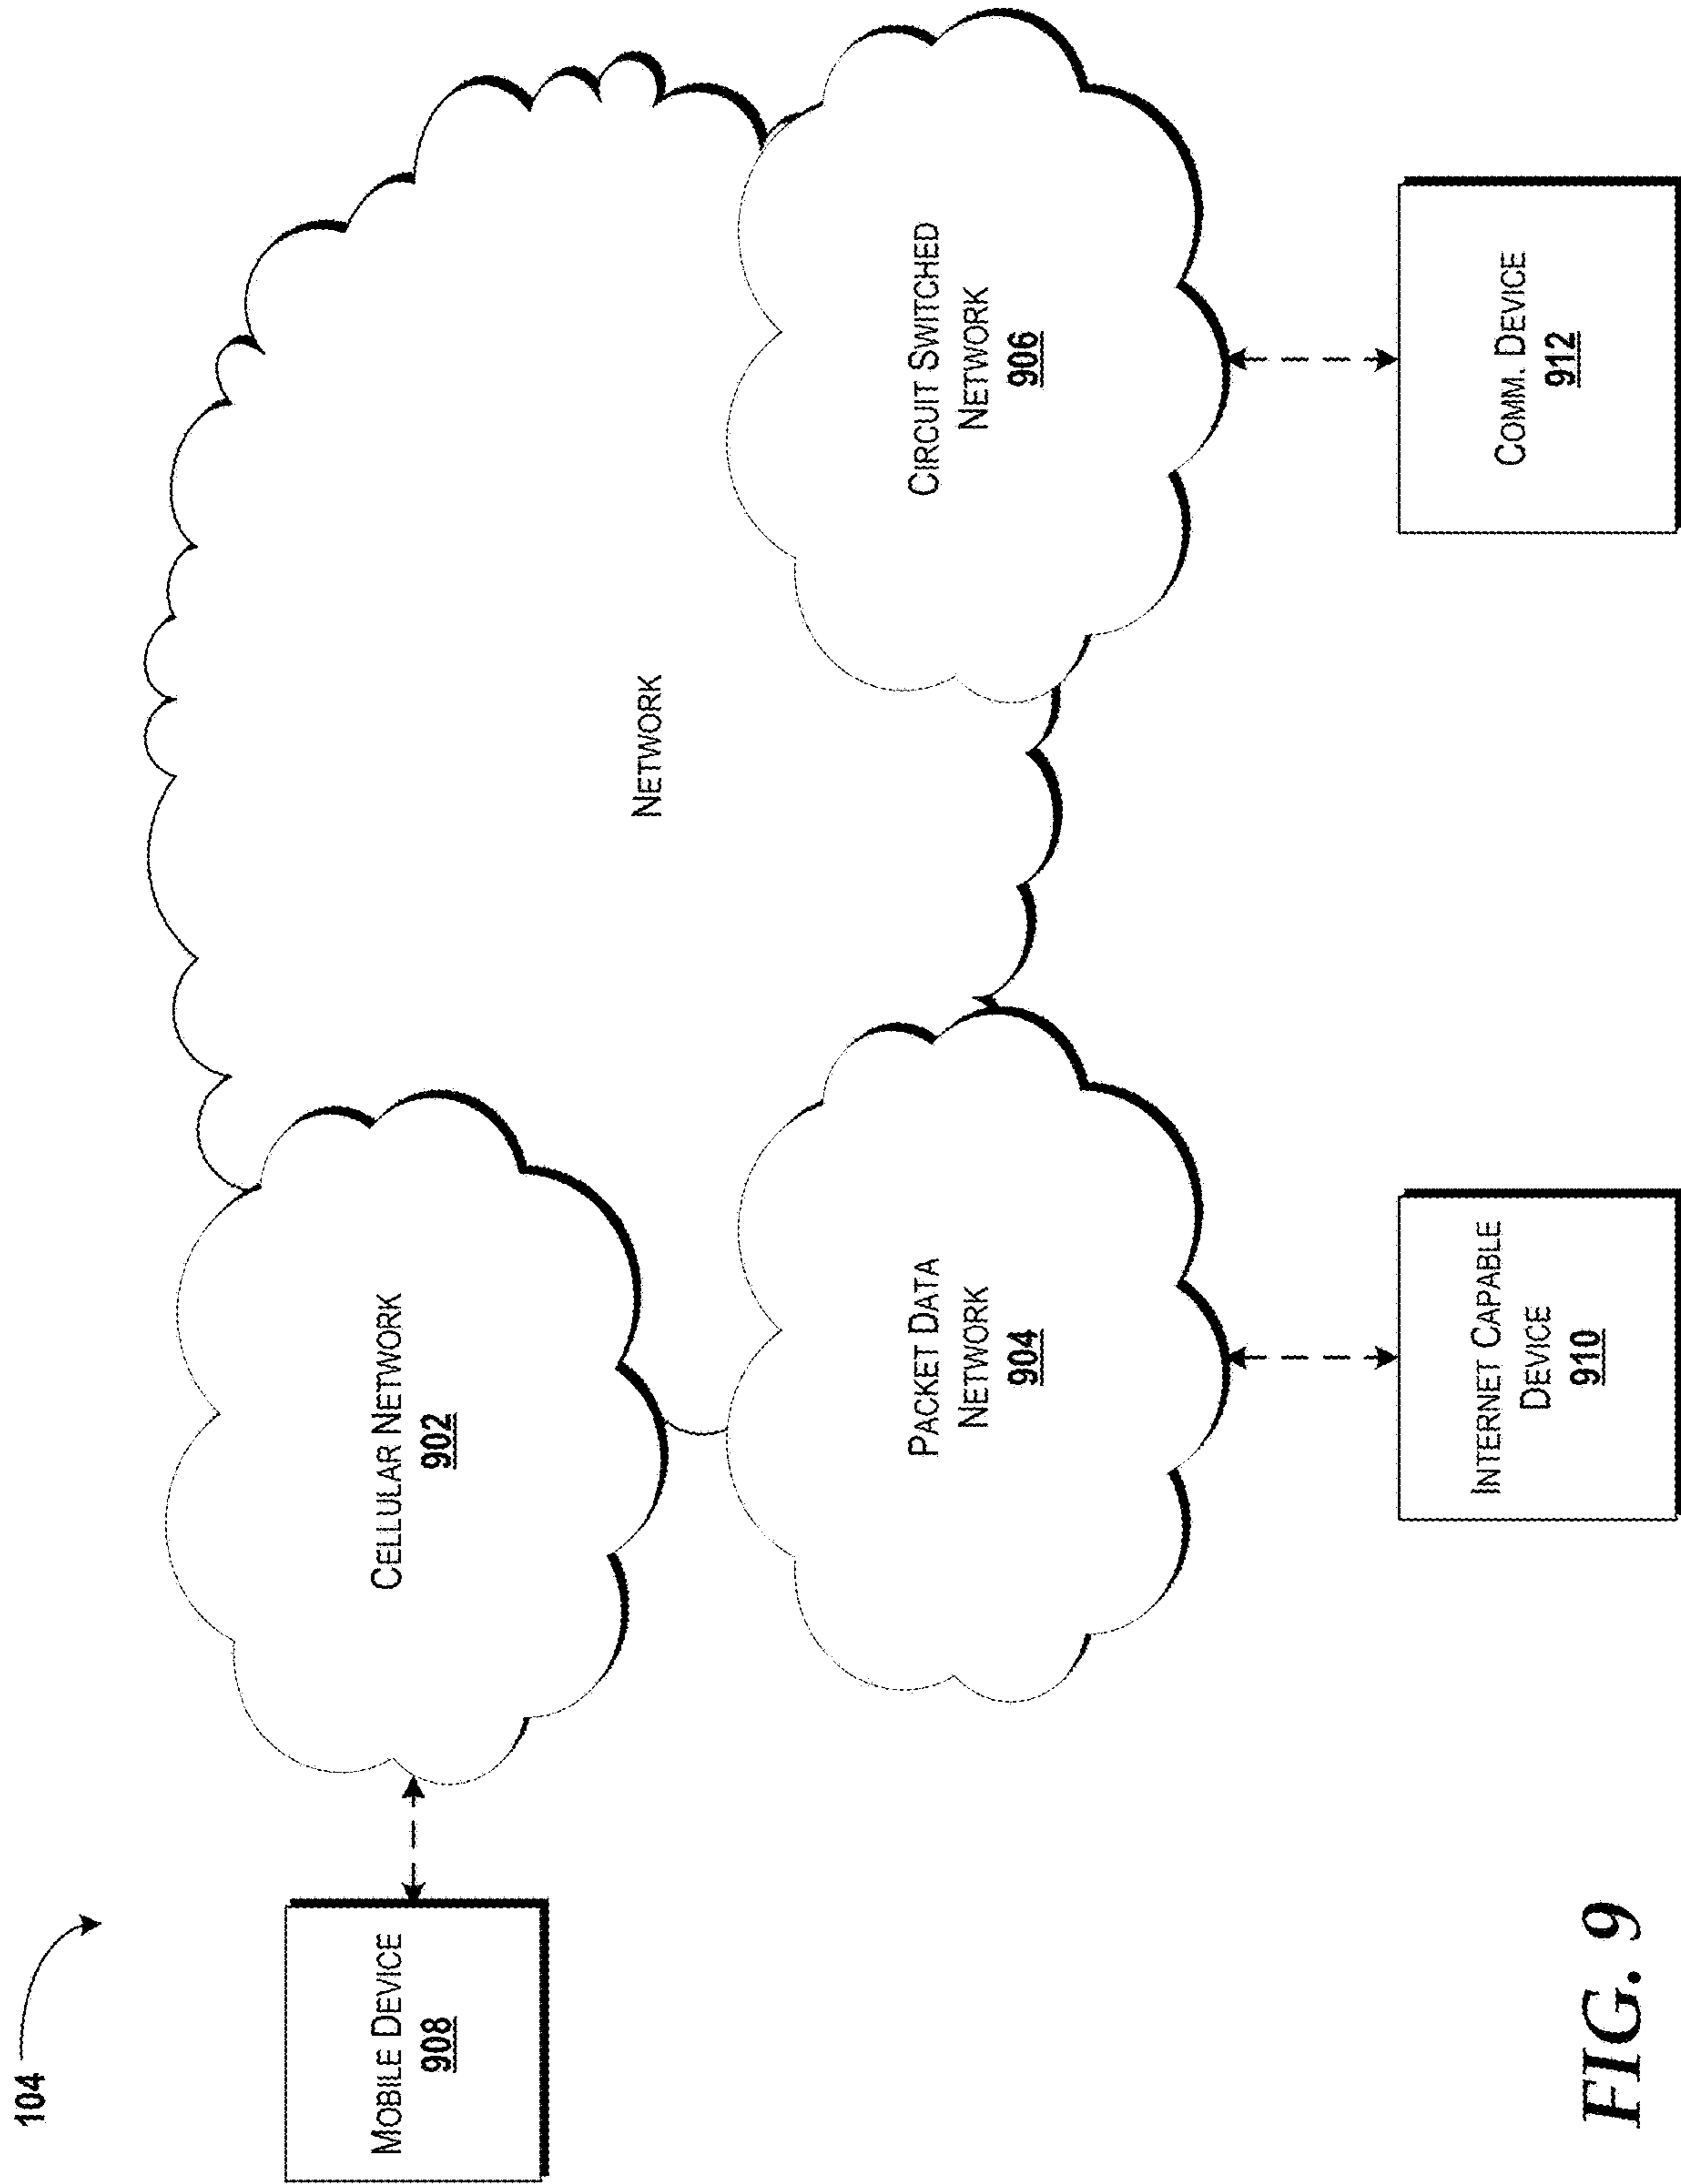 104
NETWORK
CELLULAR NETWORK
902
MOBILE DEVICE
908
PACKET DATA
NETWORK
904
CIRCUIT SWITCHED
NETWORK
906
INTERNET CAPABLE
DEVICE
910
COMM. DEVICE
912
FIG. 9